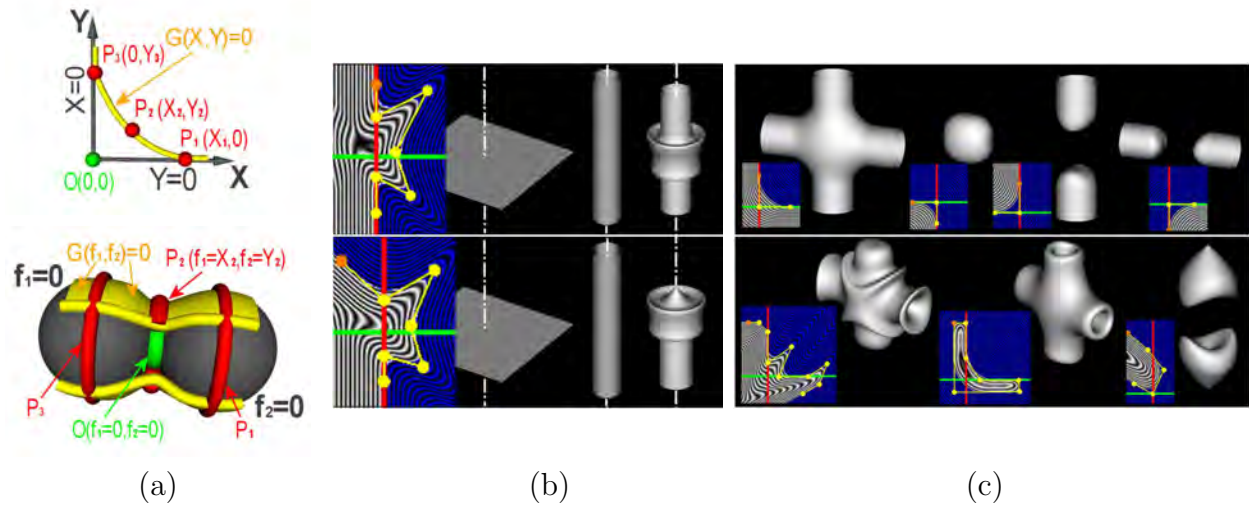 Y
G(X,Y)=0
P₃(0,Y₃)
X=0
P₂(X₂,Y₂)
P₁(X₁,0)
O(0,0)
Y=0
X
G(f₁,f₂)=0
P₂(f₁=X₂,f₂=Y₂)
f₁=0
P₃
f₂=0
O(f₁=0,f₂=0)
P₁
(a)
(b)
(c)